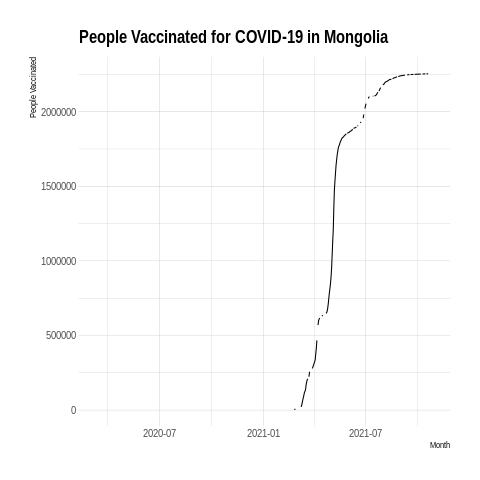 People Vaccinated for COVID-19 in Mongolia
People Vaccinated
2000000
1500000
1000000
500000
0
2020-07 2021-01 2021-07
Month